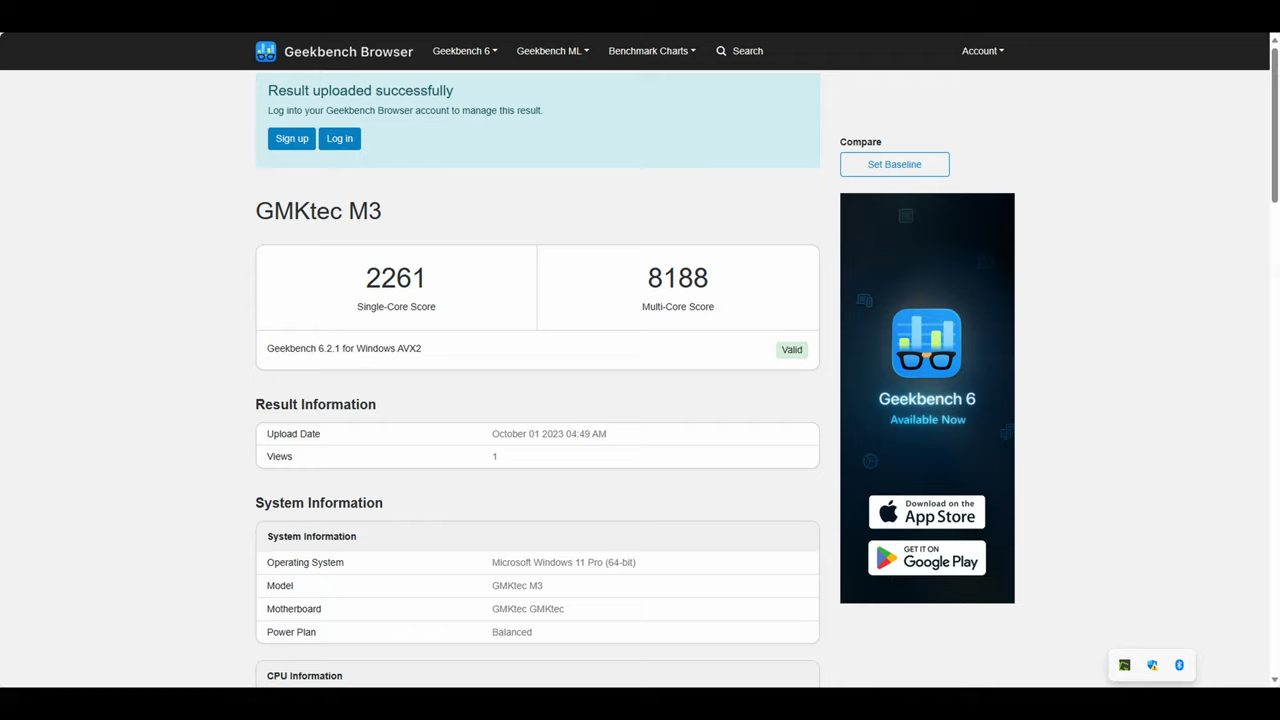 Geekbench Browser Geekbench 6 Geekbench ML Benchmark Charts Search Account
Result uploaded successfully
Log into your Geekbench Browser account to manage this result.
Sign up Log in
Compare
Set Baseline
GMKtec M3
2261 8188
Single-Core Score Multi-Core Score
Geekbench 6.2.1 for Windows AVX2 Valid
Result Information
Upload Date October 01 2023 04:49 AM
Views 1
System Information
System Information
Operating System Microsoft Windows 11 Pro (64-bit)
Model GMKtec M3
Motherboard GMKtec GMKtec
Power Plan Balanced
CPU Information
Geekbench 6
Available Now
Download on the
App Store
GET IT ON
Google Play